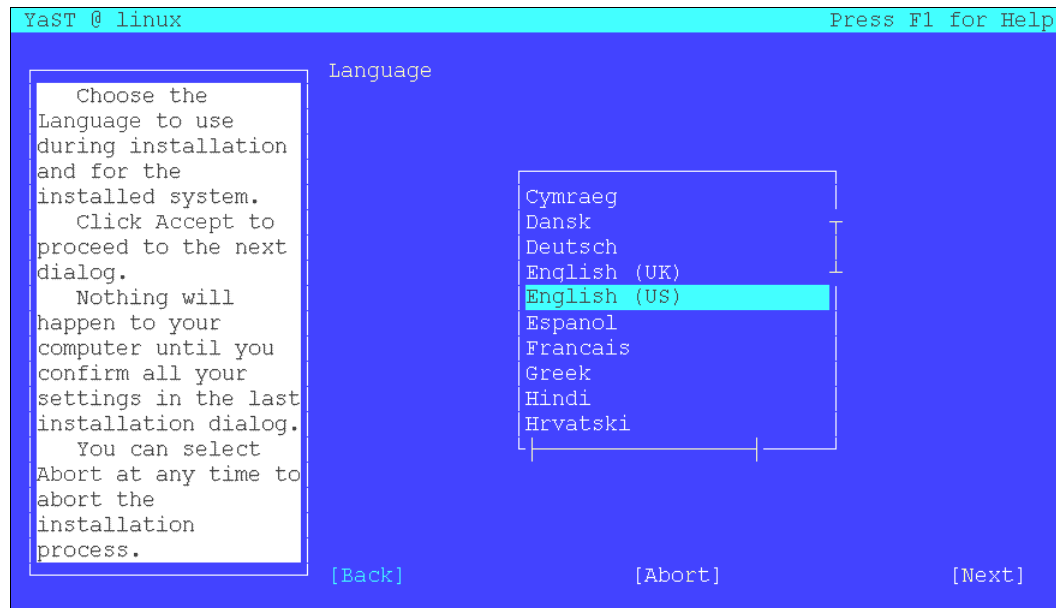 YaST @ linux Press F1 for Help
Language
Choose the
Language to use
during installation
and for the
installed system.
Click Accept to
proceed to the next
dialog.
Nothing will
happen to your
computer until you
confirm all your
settings in the last
installation dialog.
You can select
Abort at any time to
abort the
installation
process.
Cymraeg
Dansk
Deutsch
English (UK)
English (US)
Espanol
Francais
Greek
Hindi
Hrvatski
[Back] [Abort] [Next]